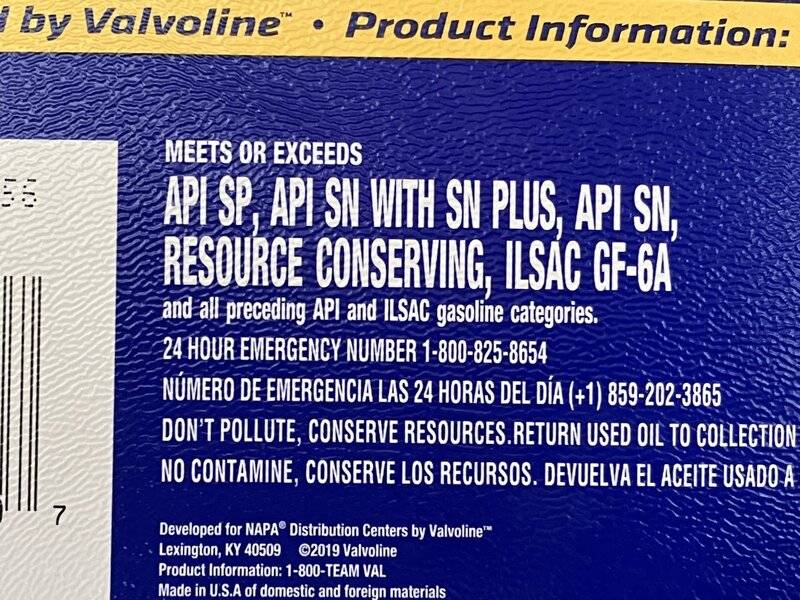 by Valvoline™ • Product Information:
MEETS OR EXCEEDS
API SP, API SN WITH SN PLUS, API SN,
RESOURCE CONSERVING, ILSAC GF-6A
and all preceding API and ILSAC gasoline categories.
24 HOUR EMERGENCY NUMBER 1-800-825-8654
NÚMERO DE EMERGENCIA LAS 24 HORAS DEL DÍA (+1) 859-202-3865
DON'T POLLUTE, CONSERVE RESOURCES.RETURN USED OIL TO COLLECTION
NO CONTAMINE, CONSERVE LOS RECURSOS. DEVUELVA EL ACEITE USADO A
7
Developed for NAPA® Distribution Centers by Valvoline™
Lexington, KY 40509 ©2019 Valvoline
Product Information: 1-800-TEAM VAL
Made in U.S.A of domestic and foreign materials